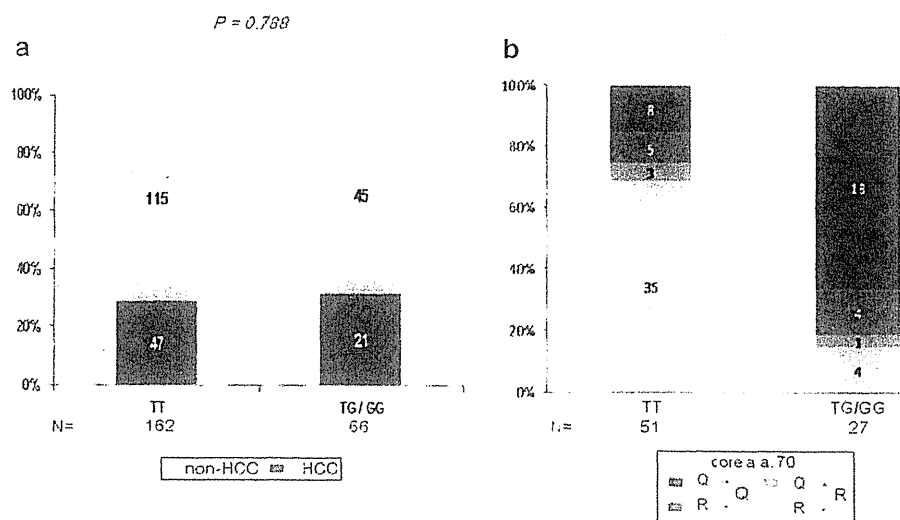 P = 0.788
a
100%
80%
60%
40%
20%
0%
115
45
47
21
TT
TG/GG
N=
162
66
non-HCC
HCC
b
100%
80%
60%
40%
20%
0%
8
5
3
35
18
4
1
4
TT
TG/GG
N=
51
27
core a a.70
Q
Q
Q
R
R
R